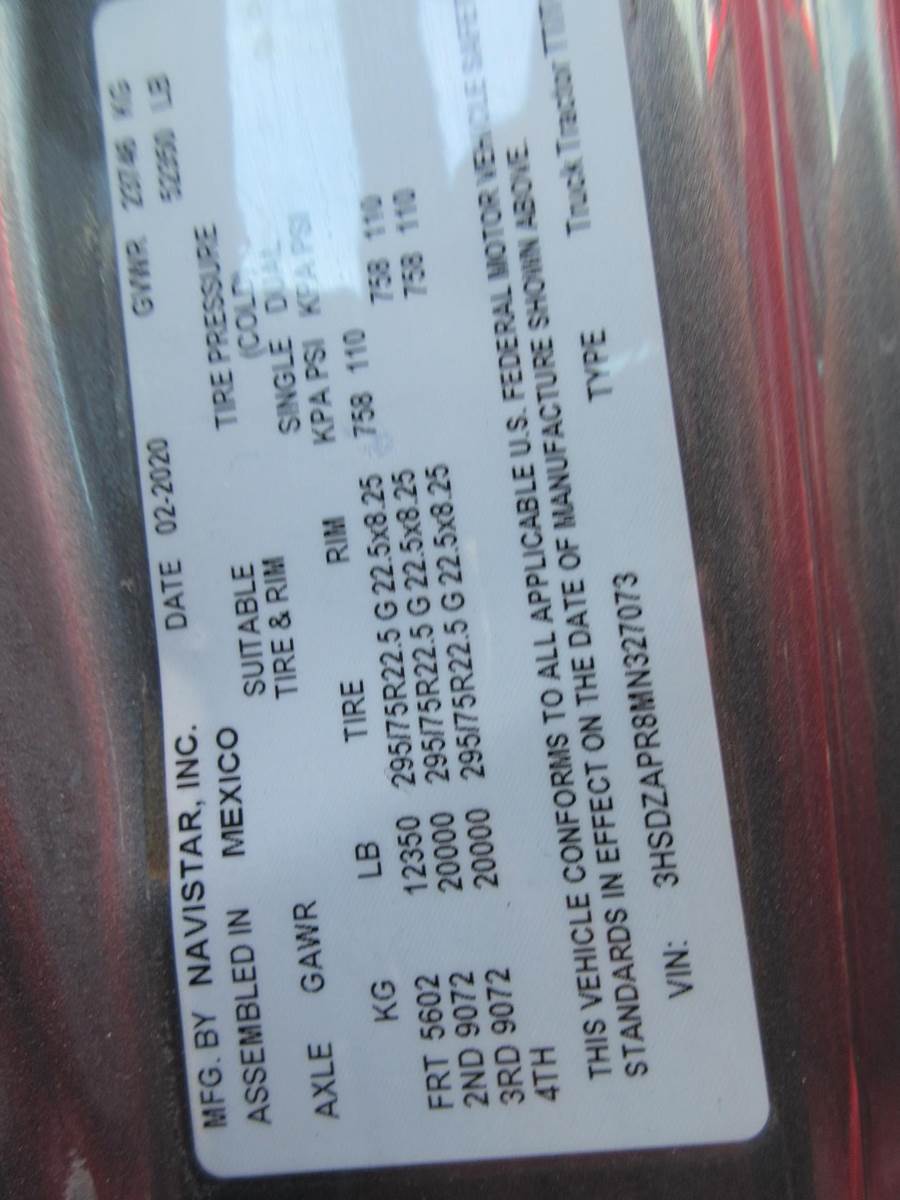 MFG. BY NAVISTAR, INC. DATE 02-2020 GVWR 23746 KG
ASSEMBLED IN MEXICO 52350 LB
SUITABLE TIRE PRESSURE
AXLE GAWR TIRE & RIM (COLD
SINGLE DUAL
KG LB TIRE RIM KPA PSI KPA PSI
FRT 5602 12350 295/75R22.5 G 22.5x8.25 758 110
2ND 9072 20000 295/75R22.5 G 22.5x8.25 758 110
3RD 9072 20000 295/75R22.5 G 22.5x8.25 758 110
4TH
THIS VEHICLE CONFORMS TO ALL APPLICABLE U.S. FEDERAL MOTOR VEHICLE SAFET
STANDARDS IN EFFECT ON THE DATE OF MANUFACTURE SHOWN ABOVE.
VIN: 3HSDZAPR8MN327073 TYPE Truck Tractor